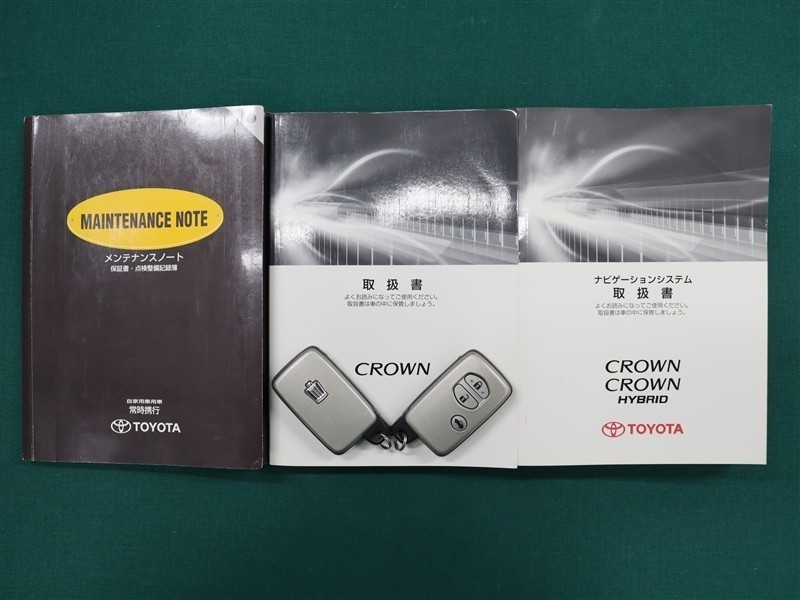 MAINTENANCE NOTE
メンテナンスノート
保証書・点検整備記録簿
自家用乗用車
常時携行
TOYOTA
取扱書
よくお読みになってご使用ください。
取扱書は車の中に保管しましょう。
CROWN
ナビゲーションシステム
取扱書
よくお読みになってご使用ください。
取扱書は車の中に保管しましょう。
CROWN
CROWN
HYBRID
TOYOTA